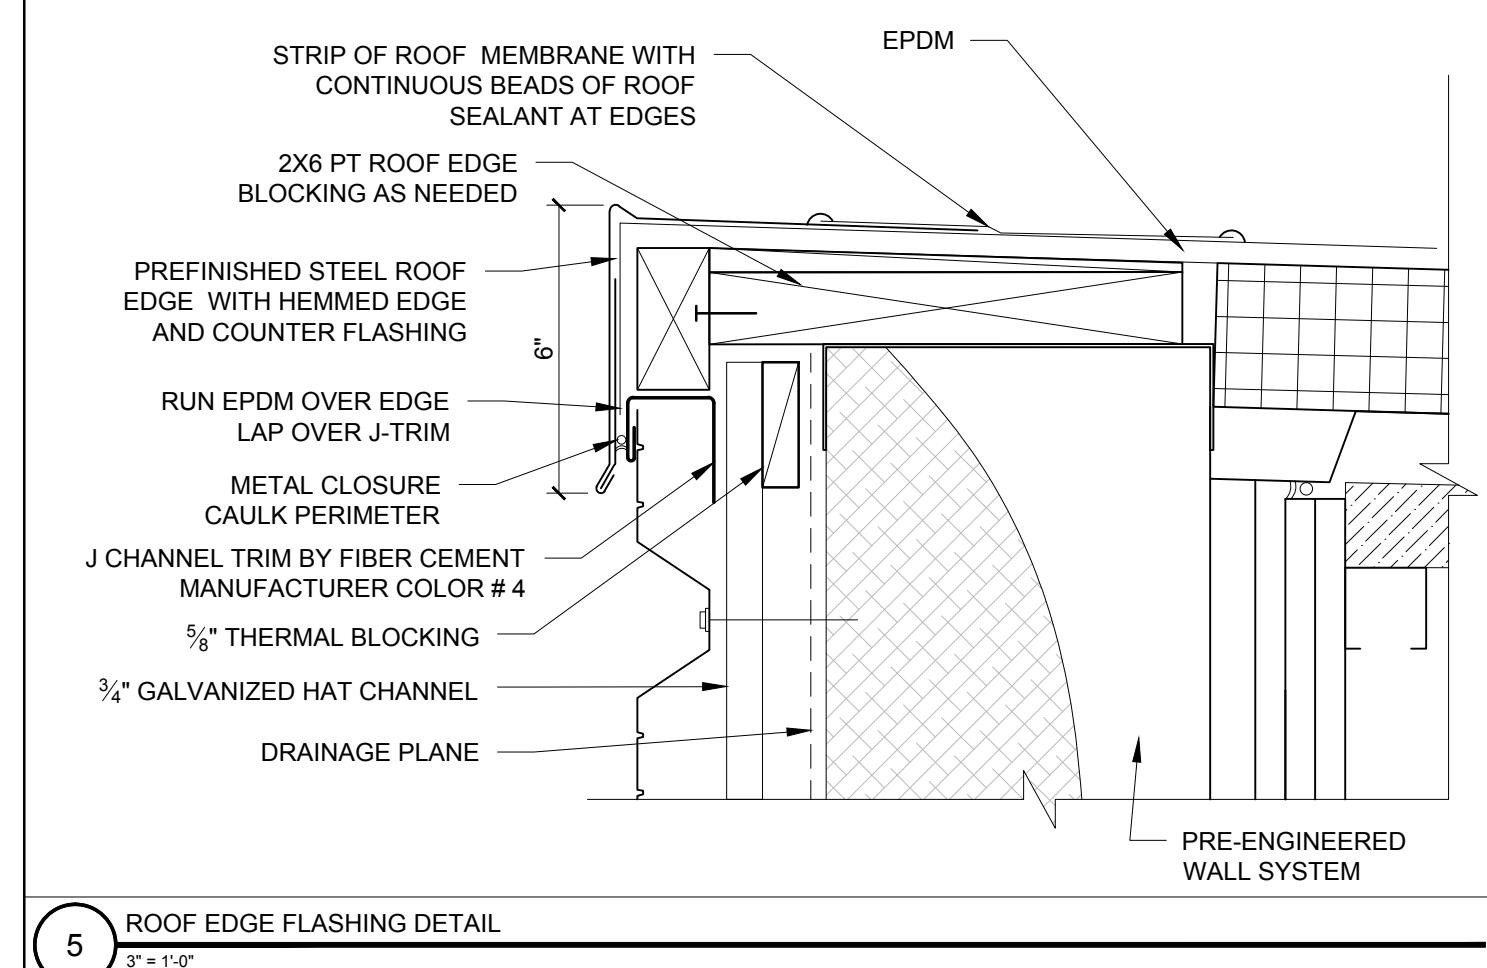 STRIP OF ROOF MEMBRANE WITH
CONTINUOUS BEADS OF ROOF
SEALANT AT EDGES
EPDM
2X6 PT ROOF EDGE
BLOCKING AS NEEDED
PREFINISHED STEEL ROOF
EDGE WITH HEMMED EDGE
AND COUNTER FLASHING
6"
RUN EPDM OVER EDGE
LAP OVER J-TRIM
METAL CLOSURE
CAULK PERIMETER
J CHANNEL TRIM BY FIBER CEMENT
MANUFACTURER COLOR # 4
5/8" THERMAL BLOCKING
3/4" GALVANIZED HAT CHANNEL
DRAINAGE PLANE
PRE-ENGINEERED
WALL SYSTEM
5
ROOF EDGE FLASHING DETAIL
3" = 1'-0"